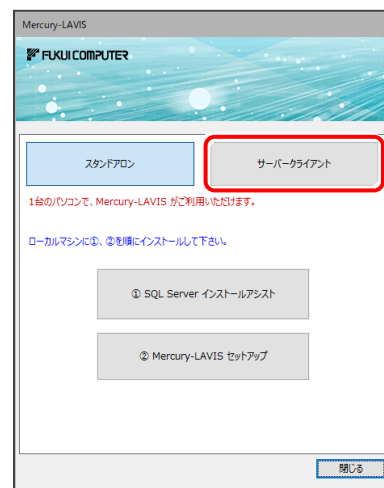 Mercury-LAVIS
FUKUI COMPUTER
スタンドアロン
サーバークライアント
1台のパソコンで、Mercury-LAVIS がご利用いただけます。
ローカルマシンに①、②を順にインストールして下さい。
① SQL Server インストールアシスト
② Mercury-LAVIS セットアップ
閉じる